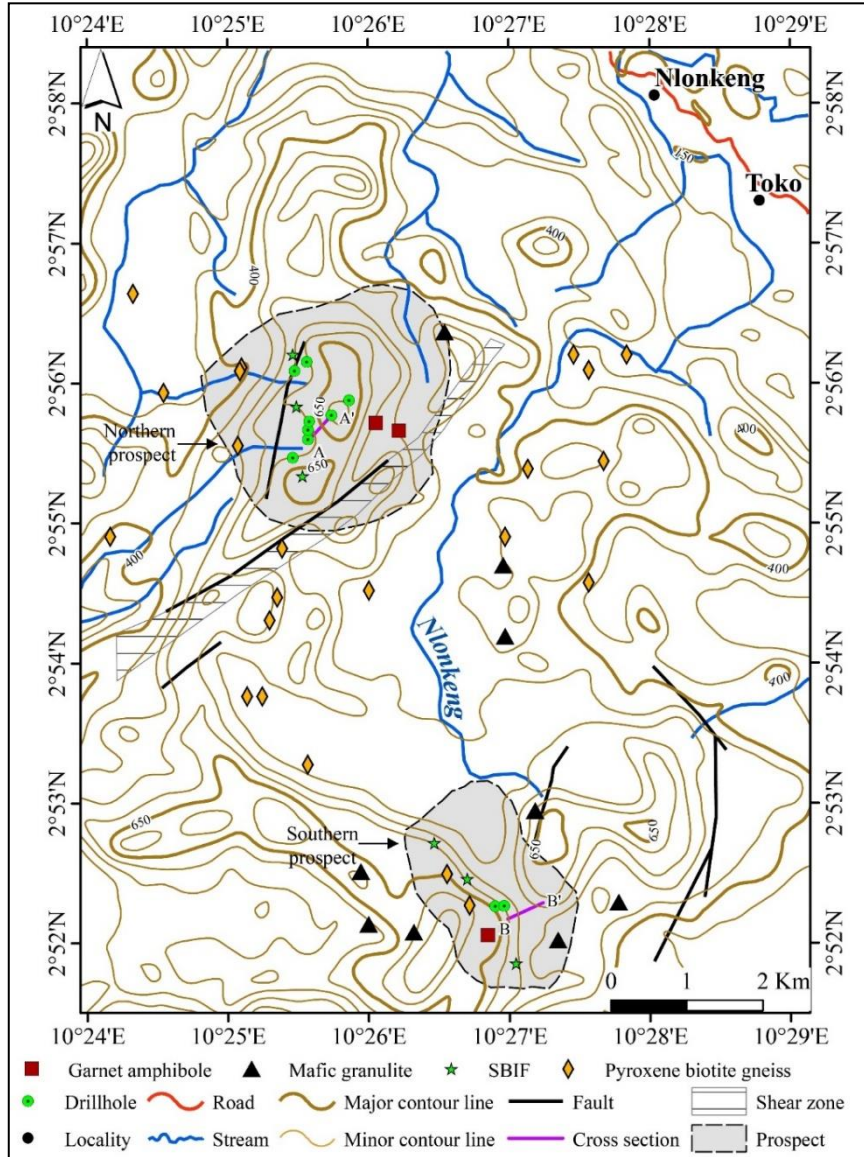 10°24'E 10°25'E 10°26'E 10°27'E 10°28'E 10°29'E
N
Nlonkeng
2°58'N 2°58'N
150
Toko
2°57'N 2°57'N
400
400
2°56'N 2°56'N
650
A'
Northern
prospect
A
650
400
2°55'N 2°55'N
400
400
Nlonkeng
2°54'N 2°54'N
400
2°53'N 2°53'N
650
Southern
prospect
650
650
B'
B
2°52'N 2°52'N
0 1 2 Km
10°24'E 10°25'E 10°26'E 10°27'E 10°28'E 10°29'E
Garnet amphibole Mafic granulite SBIF Pyroxene biotite gneiss
Drillhole Road Major contour line Fault Shear zone
Locality Stream Minor contour line Cross section Prospect